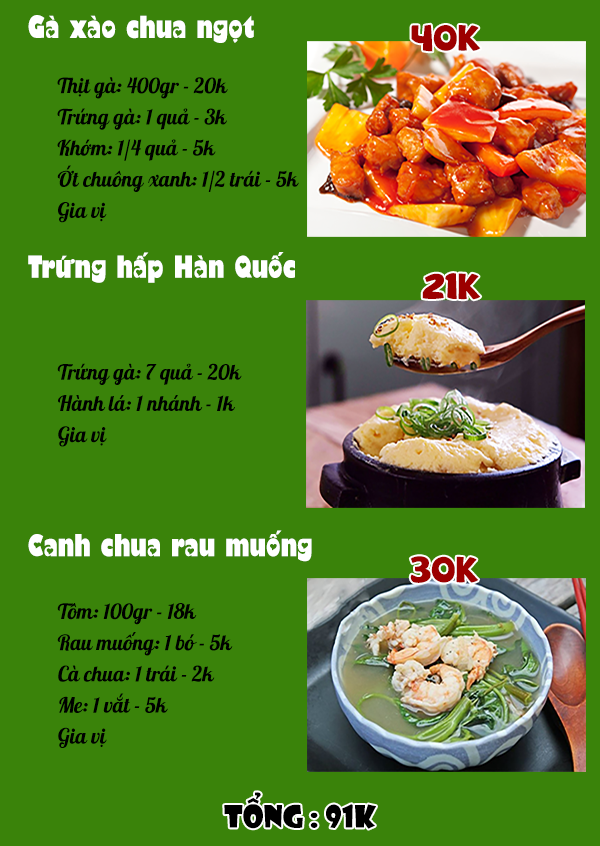 Gà xào chua ngọt
40K
Thịt gà: 400gr - 20k
Trứng gà: 1 quả - 3k
Khóm: 1/4 quả - 5k
Ớt chuông xanh: 1/2 trái - 5k
Gia vị
Trứng hấp Hàn Quốc
21K
Trứng gà: 7 quả - 20k
Hành lá: 1 nhánh - 1k
Gia vị
Canh chua rau muống
30K
Tôm: 100gr - 18k
Rau muống: 1 bó - 5k
Cà chua: 1 trái - 2k
Me: 1 vắt - 5k
Gia vị
TỔNG : 91K